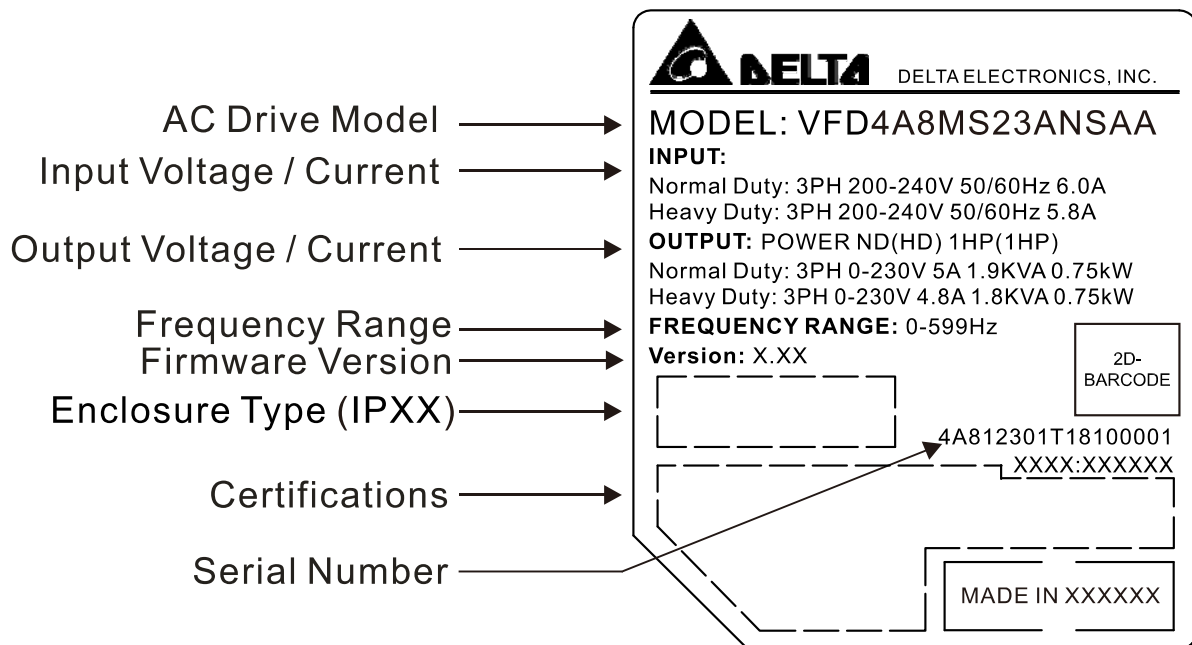 DELTA DELTA ELECTRONICS, INC.
AC Drive Model
MODEL: VFD4A8MS23ANSAA
Input Voltage / Current
INPUT:
Normal Duty: 3PH 200-240V 50/60Hz 6.0A
Heavy Duty: 3PH 200-240V 50/60Hz 5.8A
Output Voltage / Current
OUTPUT: POWER ND(HD) 1HP(1HP)
Normal Duty: 3PH 0-230V 5A 1.9KVA 0.75kW
Heavy Duty: 3PH 0-230V 4.8A 1.8KVA 0.75kW
Frequency Range
FREQUENCY RANGE: 0-599Hz
Firmware Version
Version: X.XX
2D-
BARCODE
Enclosure Type (IPXX)
4A812301T18100001
XXXX:XXXXXX
Certifications
Serial Number
MADE IN XXXXXX